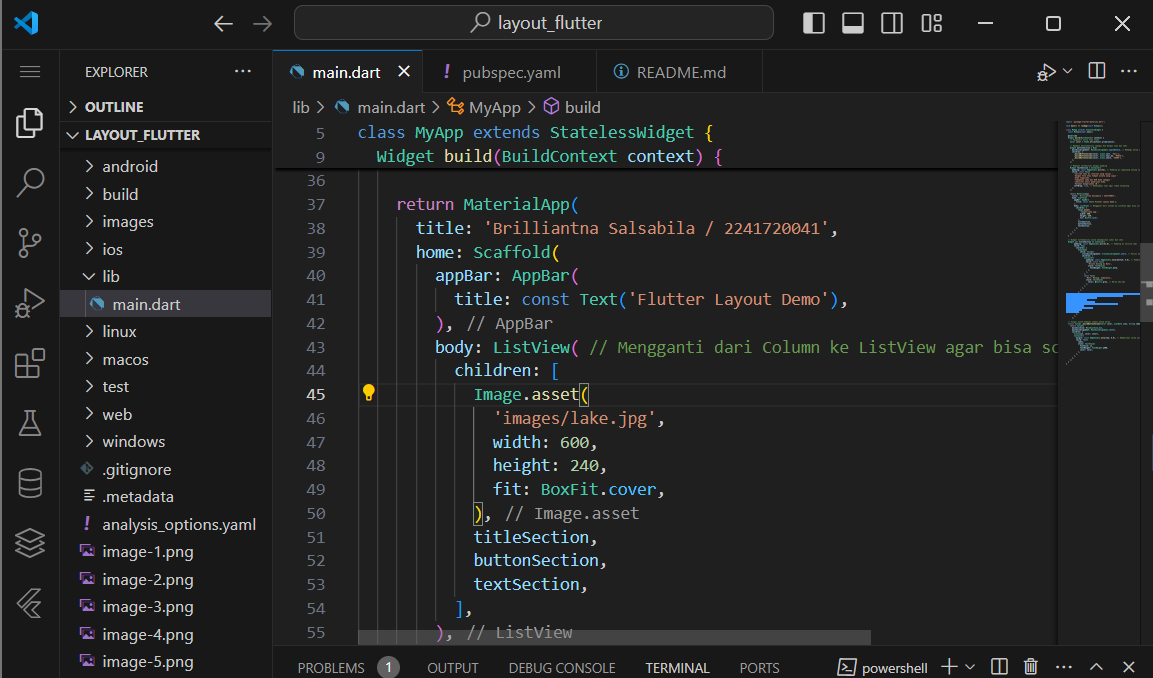 layout_flutter
EXPLORER
OUTLINE
LAYOUT_FLUTTER
android
build
images
ios
lib
main.dart
linux
macos
test
web
windows
.gitignore
.metadata
analysis_options.yaml
image-1.png
image-2.png
image-3.png
image-4.png
image-5.png
main.dart
! pubspec.yaml
README.md
lib > main.dart > MyApp > build
5 class MyApp extends StatelessWidget {
9 Widget build(BuildContext context) {
36
37 return MaterialApp(
38 title: 'Brilliantna Salsabila / 2241720041',
39 home: Scaffold(
40 appBar: AppBar(
41 title: const Text('Flutter Layout Demo'),
42 ), // AppBar
43 body: ListView( // Mengganti dari Column ke ListView agar bisa sc
44 children: [
45 Image.asset(
46 'images/lake.jpg',
47 width: 600,
48 height: 240,
49 fit: BoxFit.cover,
50 ), // Image.asset
51 titleSection,
52 buttonSection,
53 textSection,
54 ],
55 ), // ListView
PROBLEMS 1 OUTPUT DEBUG CONSOLE TERMINAL PORTS powershell